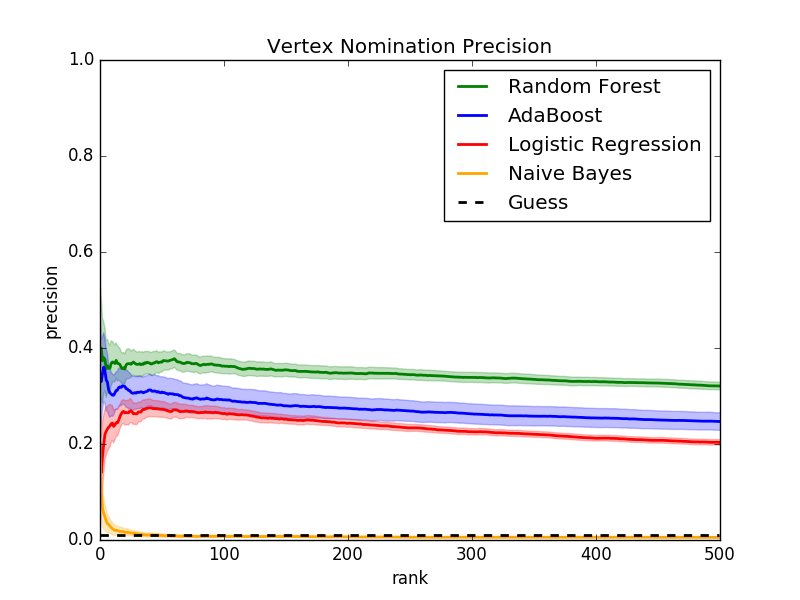 Vertex Nomination Precision
1.0
0.8
0.6
0.4
0.2
0.0
precision
Random Forest
AdaBoost
Logistic Regression
Naive Bayes
Guess
0 100 200 300 400 500
rank